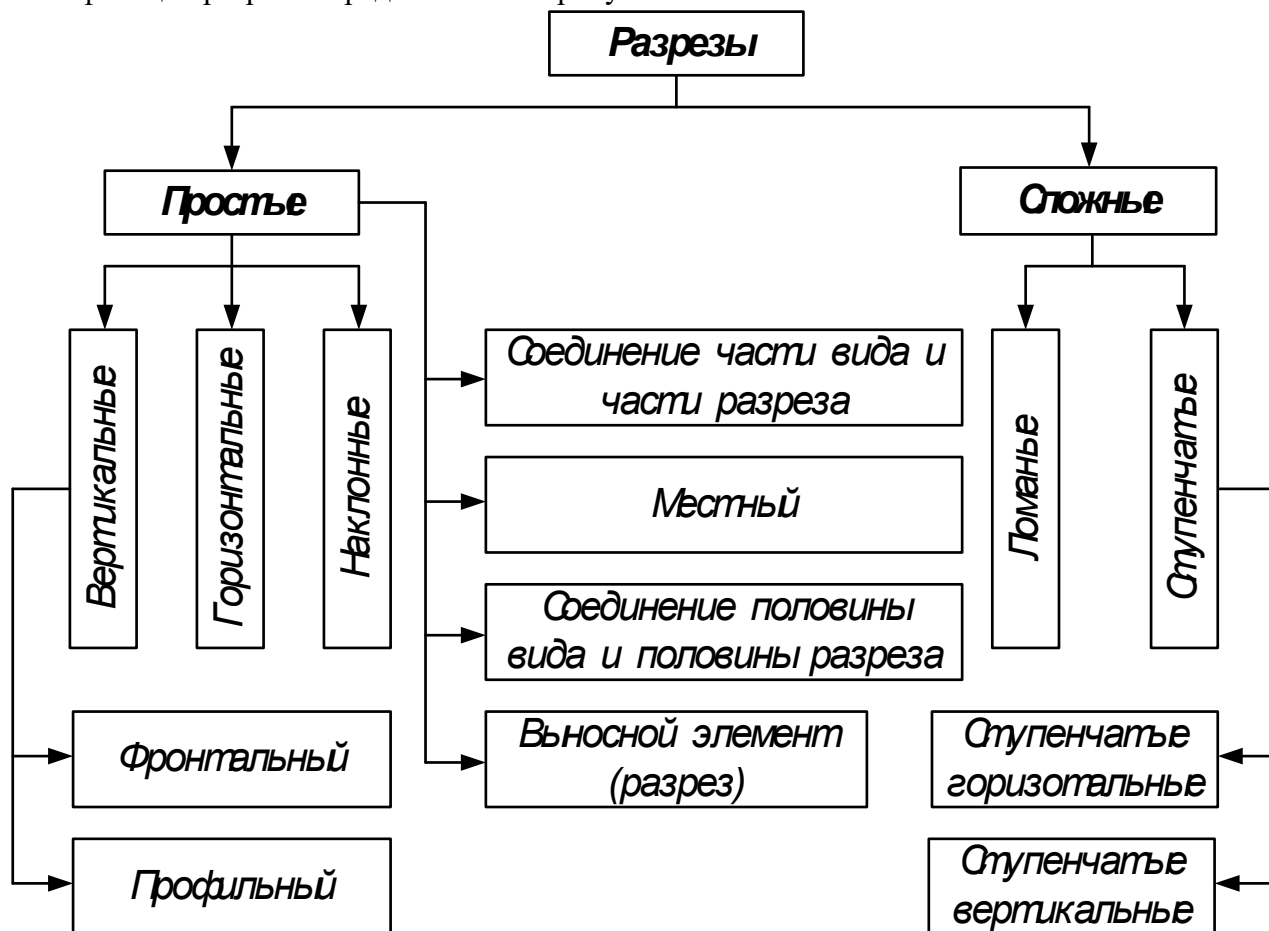 Разрезы
Простые
Сложные
Вертикальные
Горизонтальные
Наклонные
Соединение части вида и
части разреза
Местный
Соединение половины
вида и половины разреза
Выносной элемент
(разрез)
Ломаные
Ступенчатые
Фронтальный
Профильный
Ступенчатые
горизотальные
Ступенчатые
вертикальные